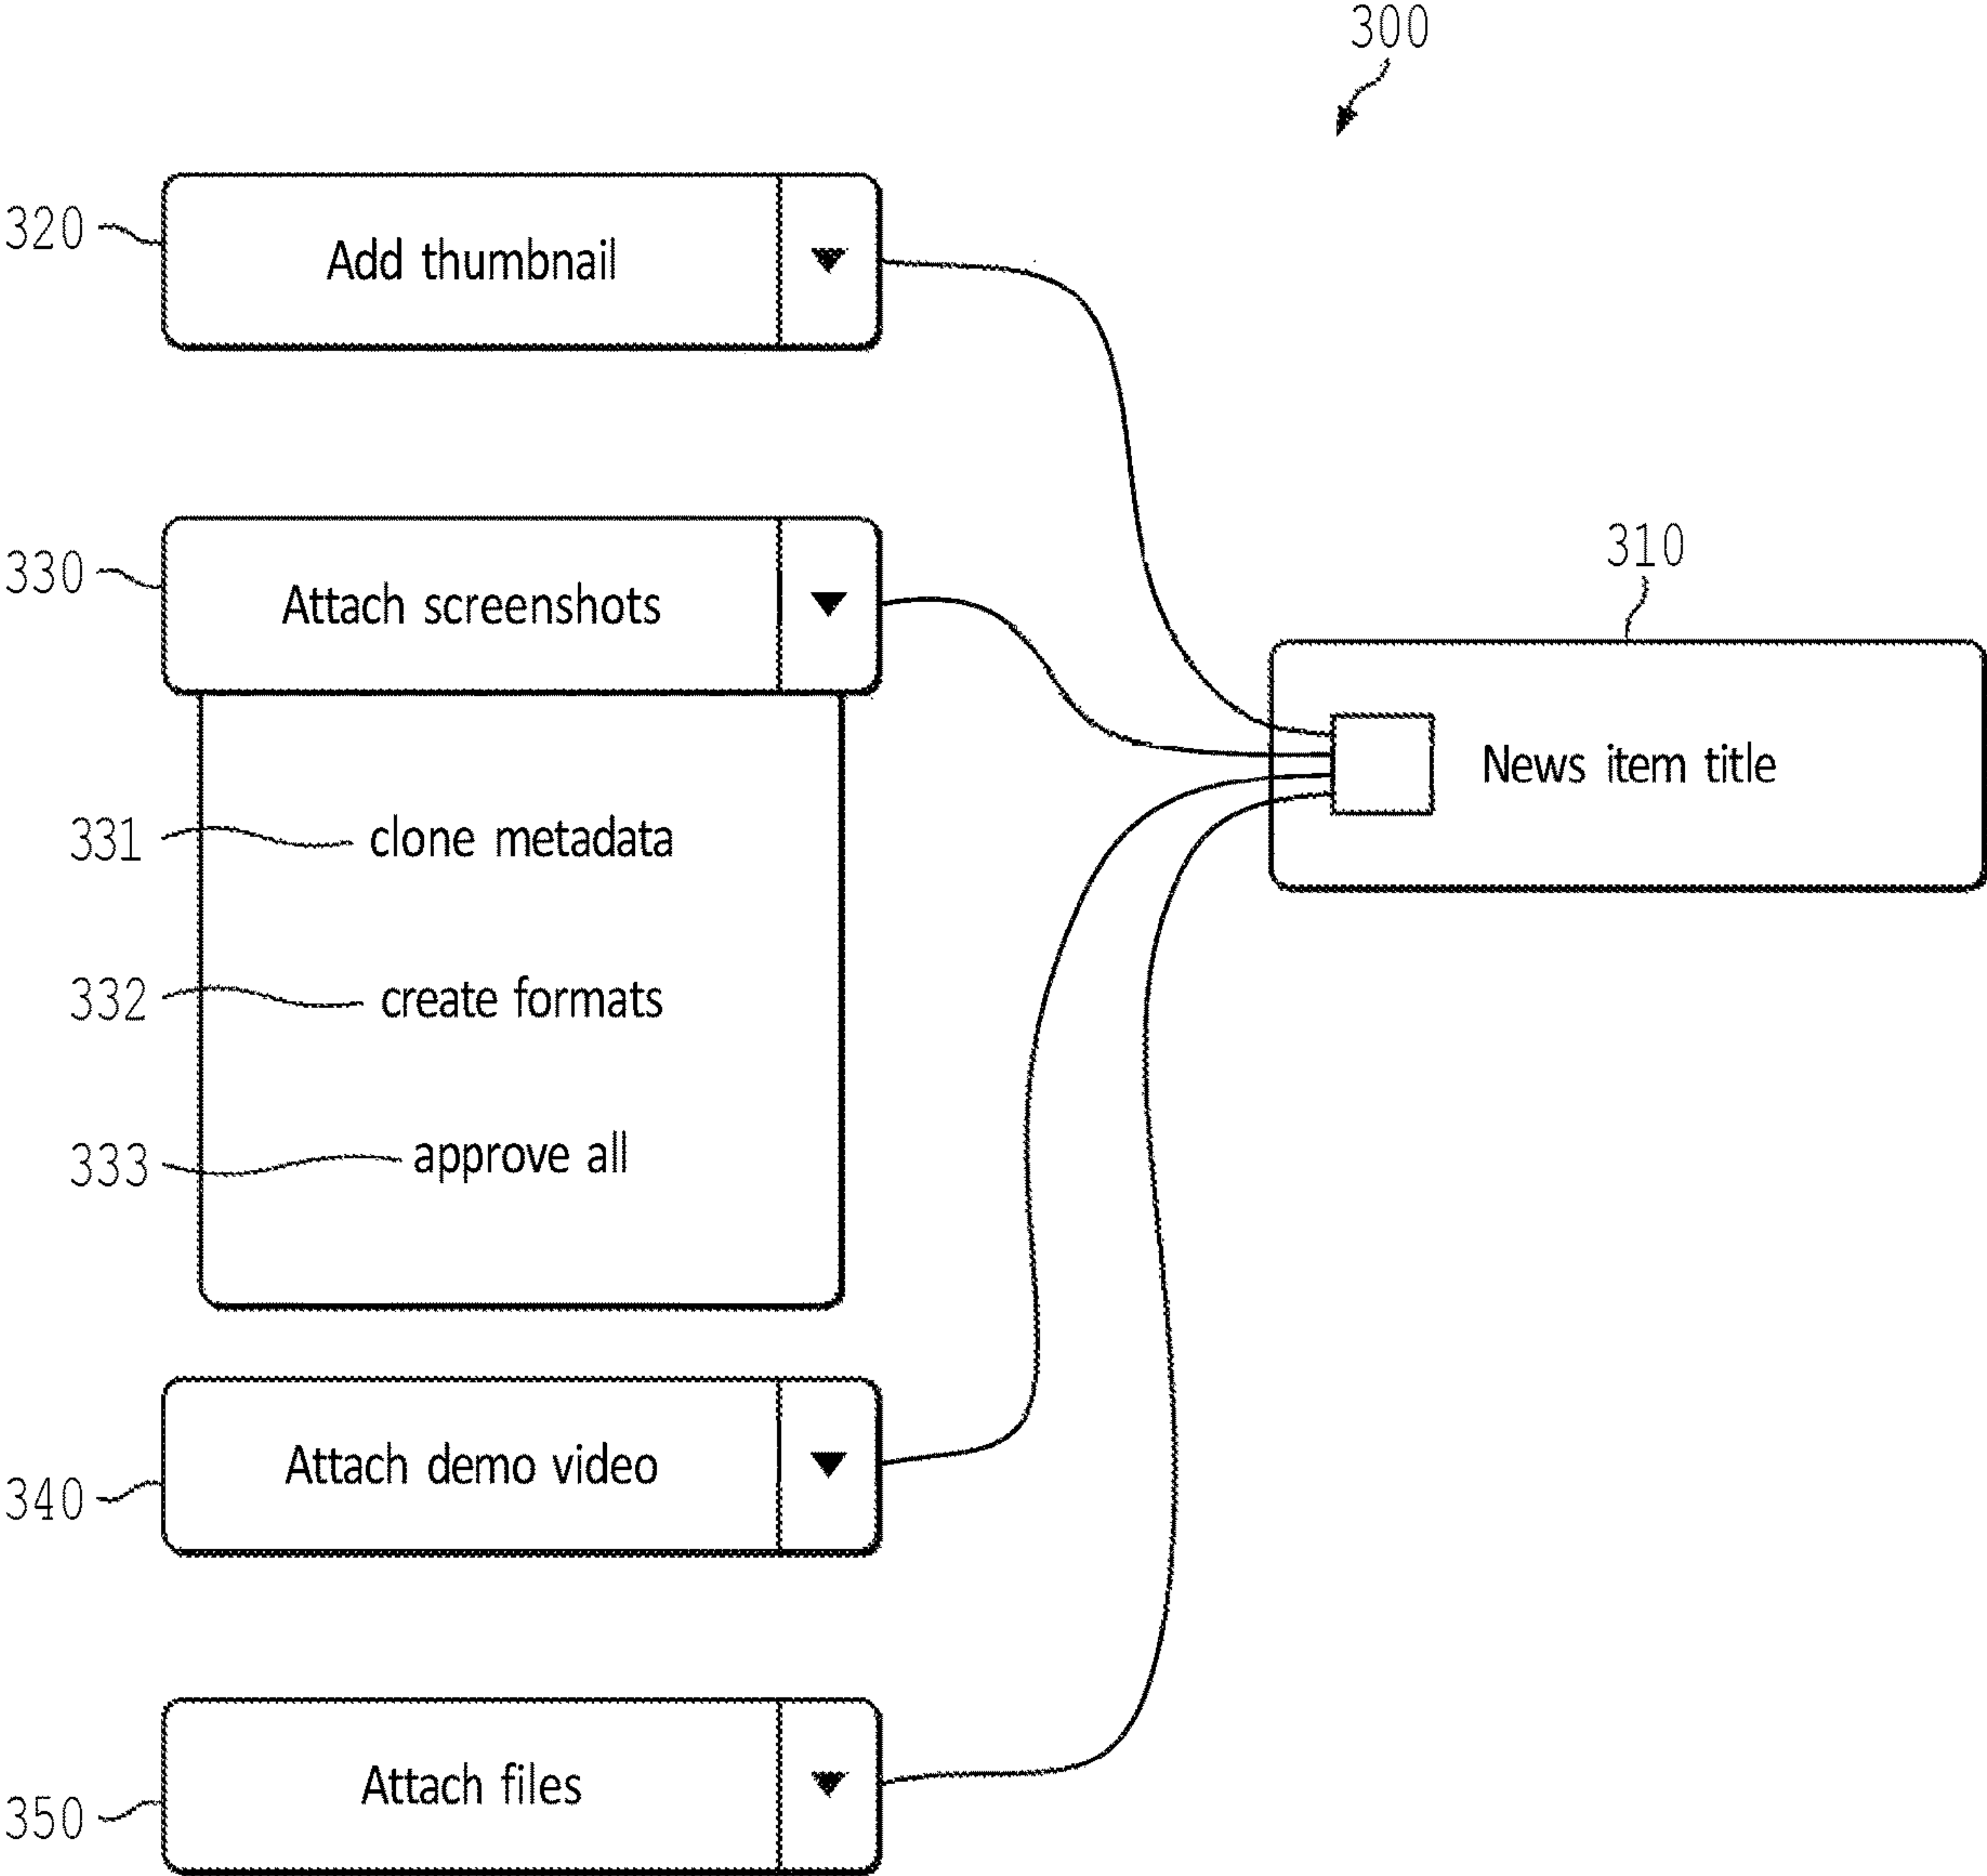 300
320
Add thumbnail
330
Attach screenshots
310
News item title
331
clone metadata
332
create formats
333
approve all
340
Attach demo video
350
Attach files